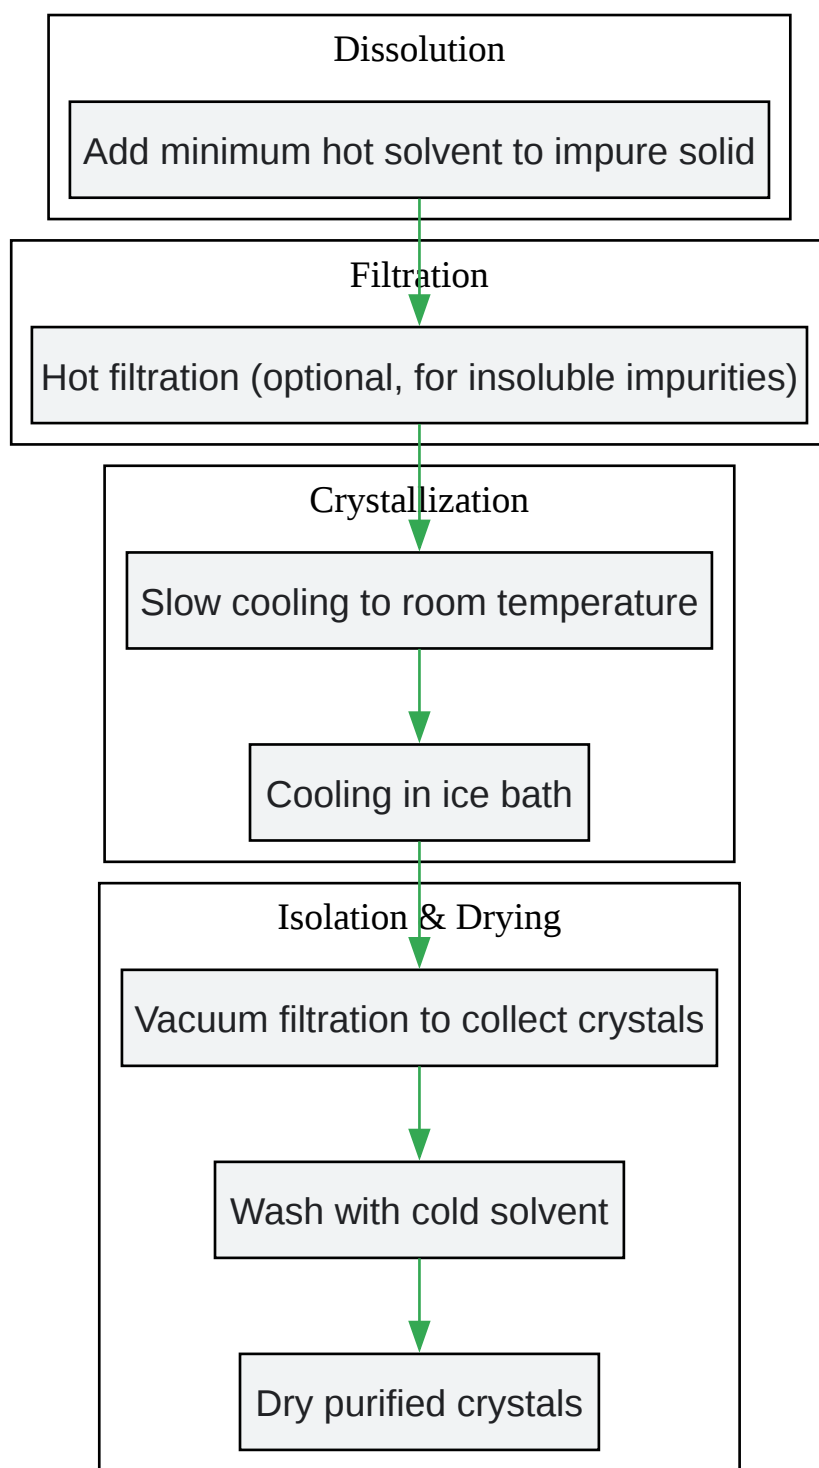 Dissolution
Add minimum hot solvent to impure solid
Filtration
Hot filtration (optional, for insoluble impurities)
Crystallization
Slow cooling to room temperature
Cooling in ice bath
Isolation & Drying
Vacuum filtration to collect crystals
Wash with cold solvent
Dry purified crystals